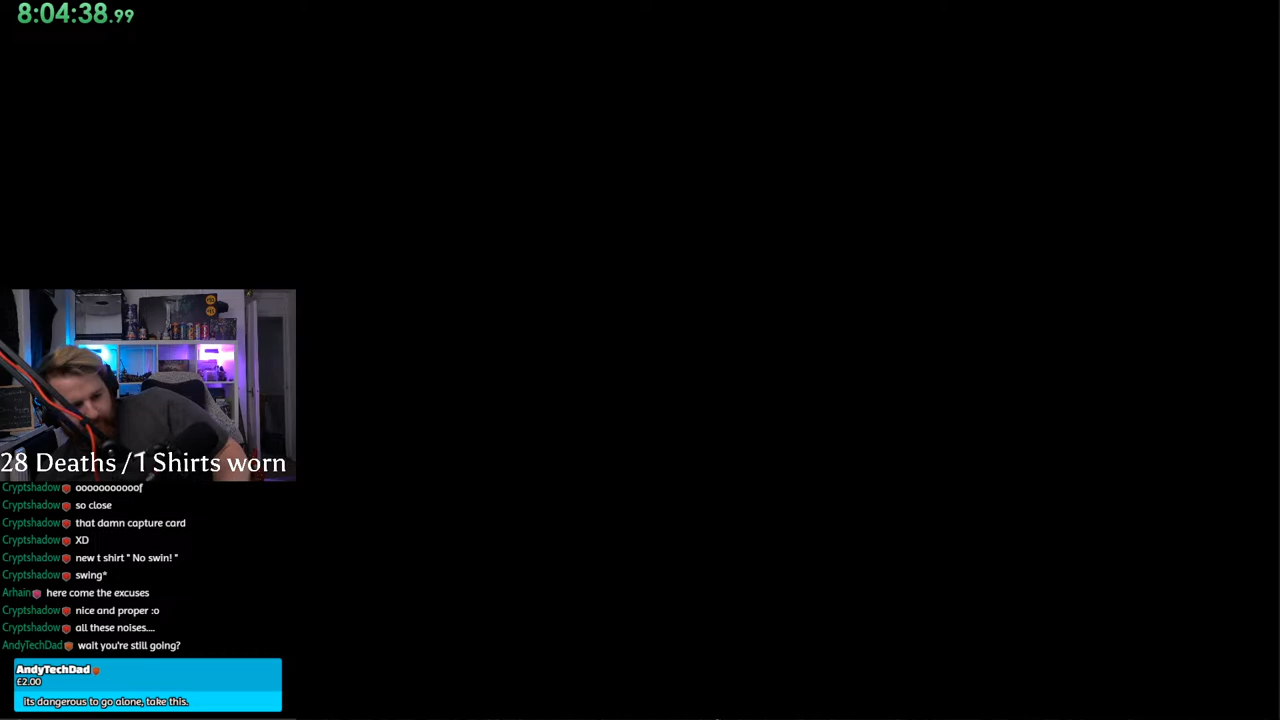 8:04:38.99
28 Deaths /1 Shirts worn
Cryptshadow ooooooooooof
Cryptshadow so close
Cryptshadow that damn capture card
Cryptshadow XD
Cryptshadow new t shirt " No swin! "
Cryptshadow swing*
Arhain here come the excuses
Cryptshadow nice and proper :o
Cryptshadow all these noises....
AndyTechDad wait you're still going?
AndyTechDad
£2.00
its dangerous to go alone, take this.